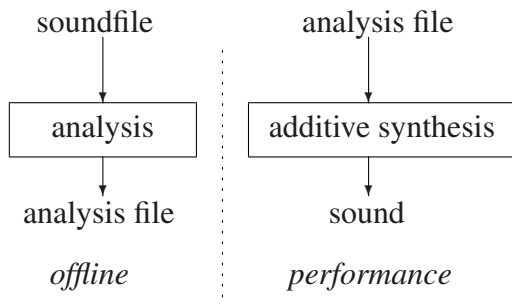 soundfile
analysis
analysis file
offline
analysis file
additive synthesis
sound
performance